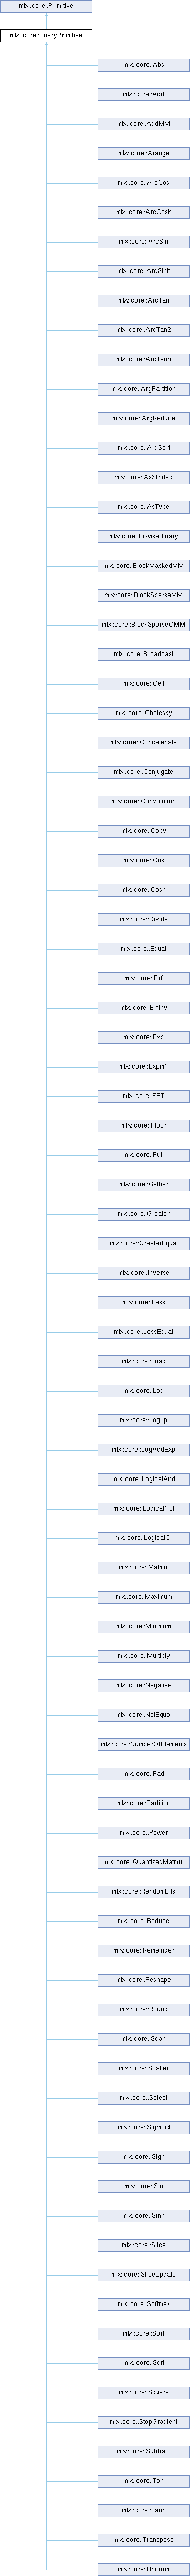 mlx::core::Primitive
mlx::core::UnaryPrimitive
mlx::core::Abs
mlx::core::Add
mlx::core::AddMM
mlx::core::Arange
mlx::core::ArcCos
mlx::core::ArcCosh
mlx::core::ArcSin
mlx::core::ArcSinh
mlx::core::ArcTan
mlx::core::ArcTan2
mlx::core::ArcTanh
mlx::core::ArgPartition
mlx::core::ArgReduce
mlx::core::ArgSort
mlx::core::AsStrided
mlx::core::AsType
mlx::core::BitwiseBinary
mlx::core::BlockMaskedMM
mlx::core::BlockSparseMM
mlx::core::BlockSparseQMM
mlx::core::Broadcast
mlx::core::Ceil
mlx::core::Cholesky
mlx::core::Concatenate
mlx::core::Conjugate
mlx::core::Convolution
mlx::core::Copy
mlx::core::Cos
mlx::core::Cosh
mlx::core::Divide
mlx::core::Equal
mlx::core::Erf
mlx::core::ErfInv
mlx::core::Exp
mlx::core::Expm1
mlx::core::FFT
mlx::core::Floor
mlx::core::Full
mlx::core::Gather
mlx::core::Greater
mlx::core::GreaterEqual
mlx::core::Inverse
mlx::core::Less
mlx::core::LessEqual
mlx::core::Load
mlx::core::Log
mlx::core::Log1p
mlx::core::LogAddExp
mlx::core::LogicalAnd
mlx::core::LogicalNot
mlx::core::LogicalOr
mlx::core::Matmul
mlx::core::Maximum
mlx::core::Minimum
mlx::core::Multiply
mlx::core::Negative
mlx::core::NotEqual
mlx::core::NumberOfElements
mlx::core::Pad
mlx::core::Partition
mlx::core::Power
mlx::core::QuantizedMatmul
mlx::core::RandomBits
mlx::core::Reduce
mlx::core::Remainder
mlx::core::Reshape
mlx::core::Round
mlx::core::Scan
mlx::core::Scatter
mlx::core::Select
mlx::core::Sigmoid
mlx::core::Sign
mlx::core::Sin
mlx::core::Sinh
mlx::core::Slice
mlx::core::SliceUpdate
mlx::core::Softmax
mlx::core::Sort
mlx::core::Sqrt
mlx::core::Square
mlx::core::StopGradient
mlx::core::Subtract
mlx::core::Tan
mlx::core::Tanh
mlx::core::Transpose
mlx::core::Uniform